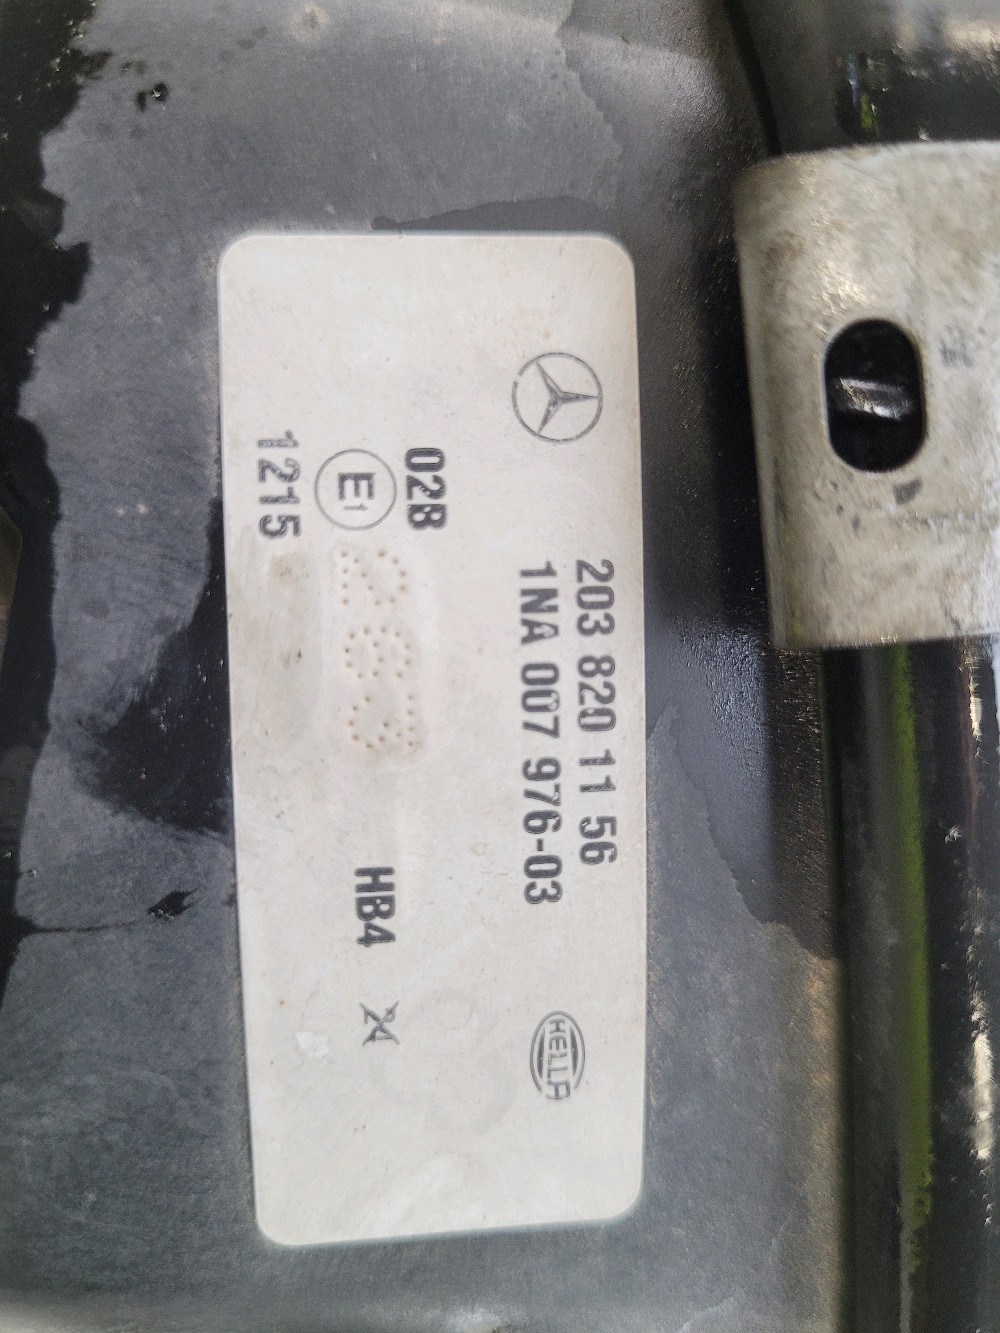 203 820 11 56
1NA 007 976-03
HELLA
02B
E1
HB4
1215